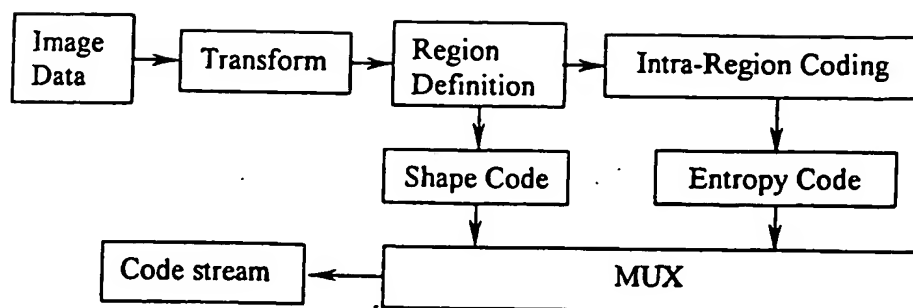 Image
Data
Transform
Region
Definition
Intra-Region Coding
Shape Code
Entropy Code
Code stream
MUX